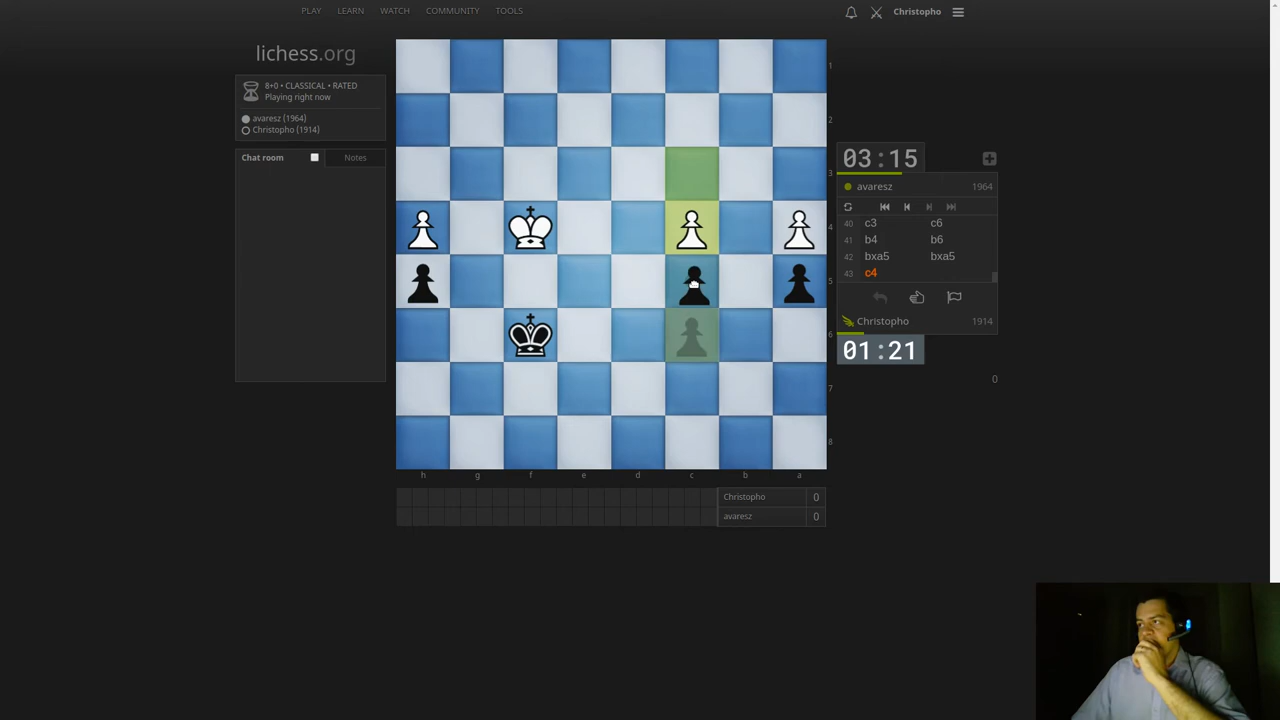 PLAY LEARN WATCH COMMUNITY TOOLS
Christopho
lichess.org
8+0 • CLASSICAL • RATED
Playing right now
avaresz (1964)
Christopho (1914)
Chat room Notes
1
2
3
4
5
6
7
8
h g f e d c b a
03:15
avaresz 1964
40 c3 c6
41 b4 b6
42 bxa5 bxa5
43 c4
Christopho 1914
01:21
0
Christopho 0
avaresz 0